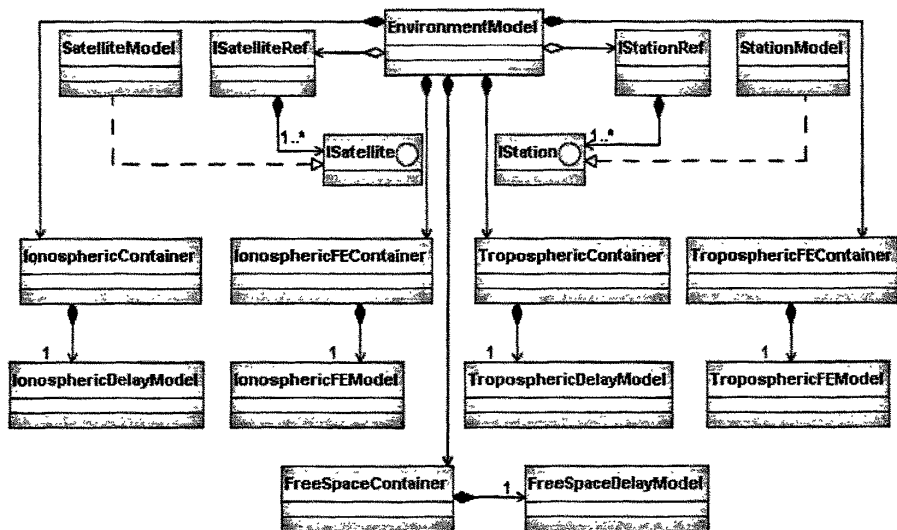 EnvironmentModel
SatelliteModel
ISatelliteRef
IStationRef
StationModel
1..*
ISatellite
1..*
IStation
IonosphericContainer
IonosphericFEContainer
TroposphericContainer
TroposphericFEContainer
1
1
1
1
IonosphericDelayModel
IonosphericFEModel
TroposphericDelayModel
TroposphericFEModel
FreeSpaceContainer
1
FreeSpaceDelayModel